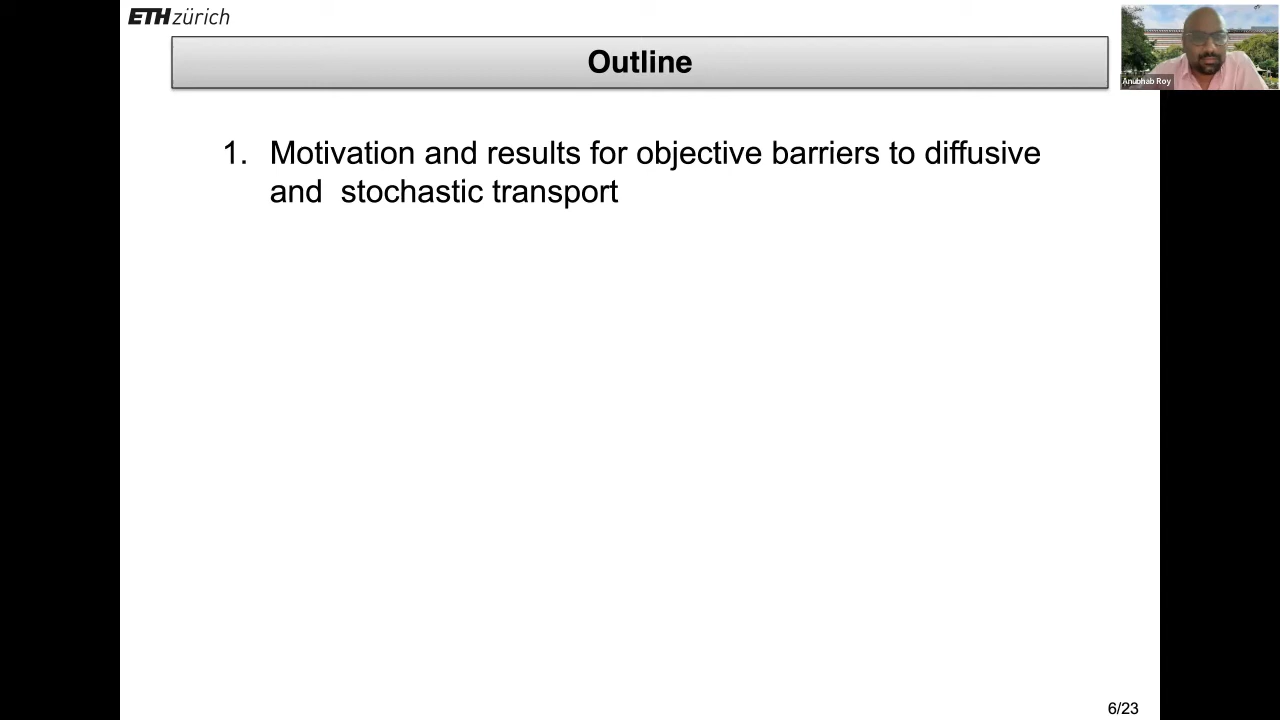 ETH zürich
Outline
Anubhab Roy
1. Motivation and results for objective barriers to diffusive
and stochastic transport
6/23